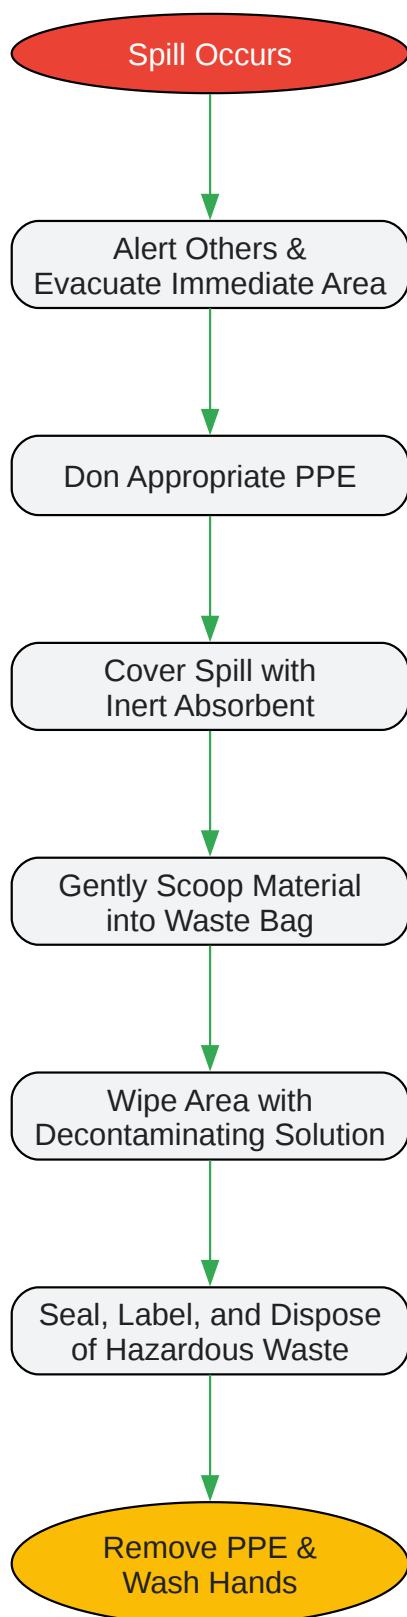 Spill Occurs
Alert Others &
Evacuate Immediate Area
Don Appropriate PPE
Cover Spill with
Inert Absorbent
Gently Scoop Material
into Waste Bag
Wipe Area with
Decontaminating Solution
Seal, Label, and Dispose
of Hazardous Waste
Remove PPE &
Wash Hands